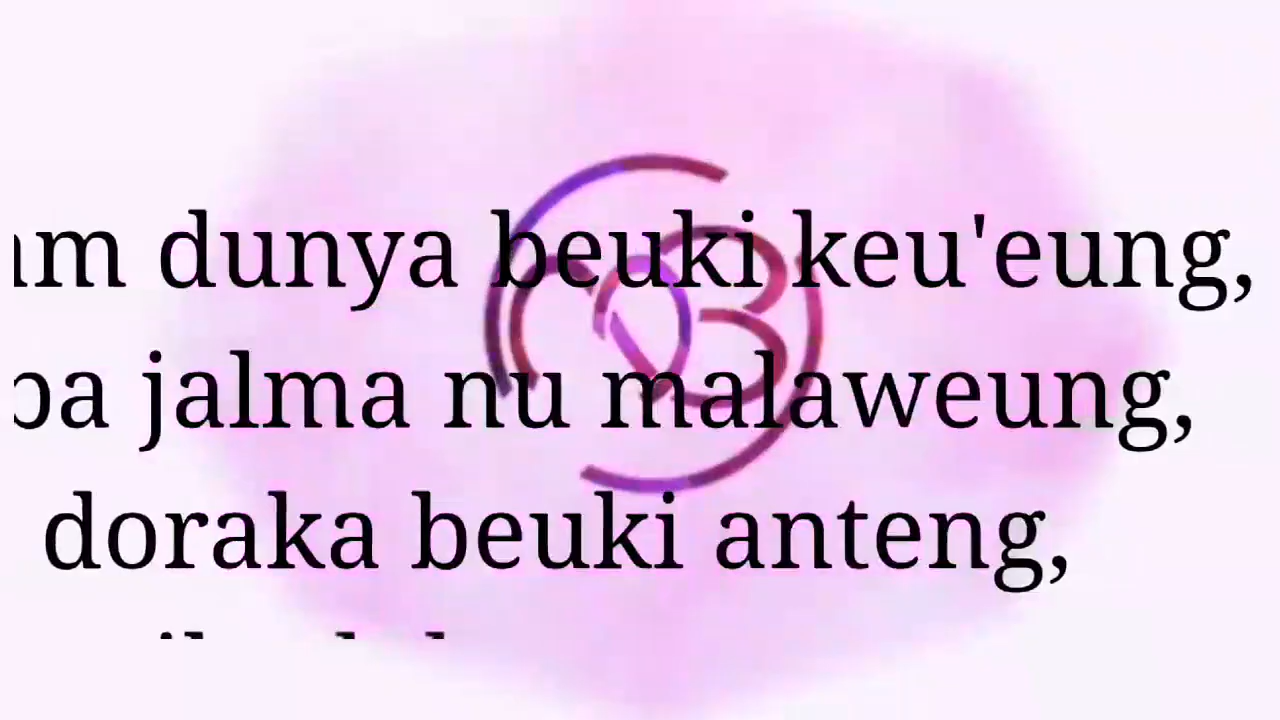 dunya beuki keu'eung,
jalma nu malaweung,
doraka beuki anteng,